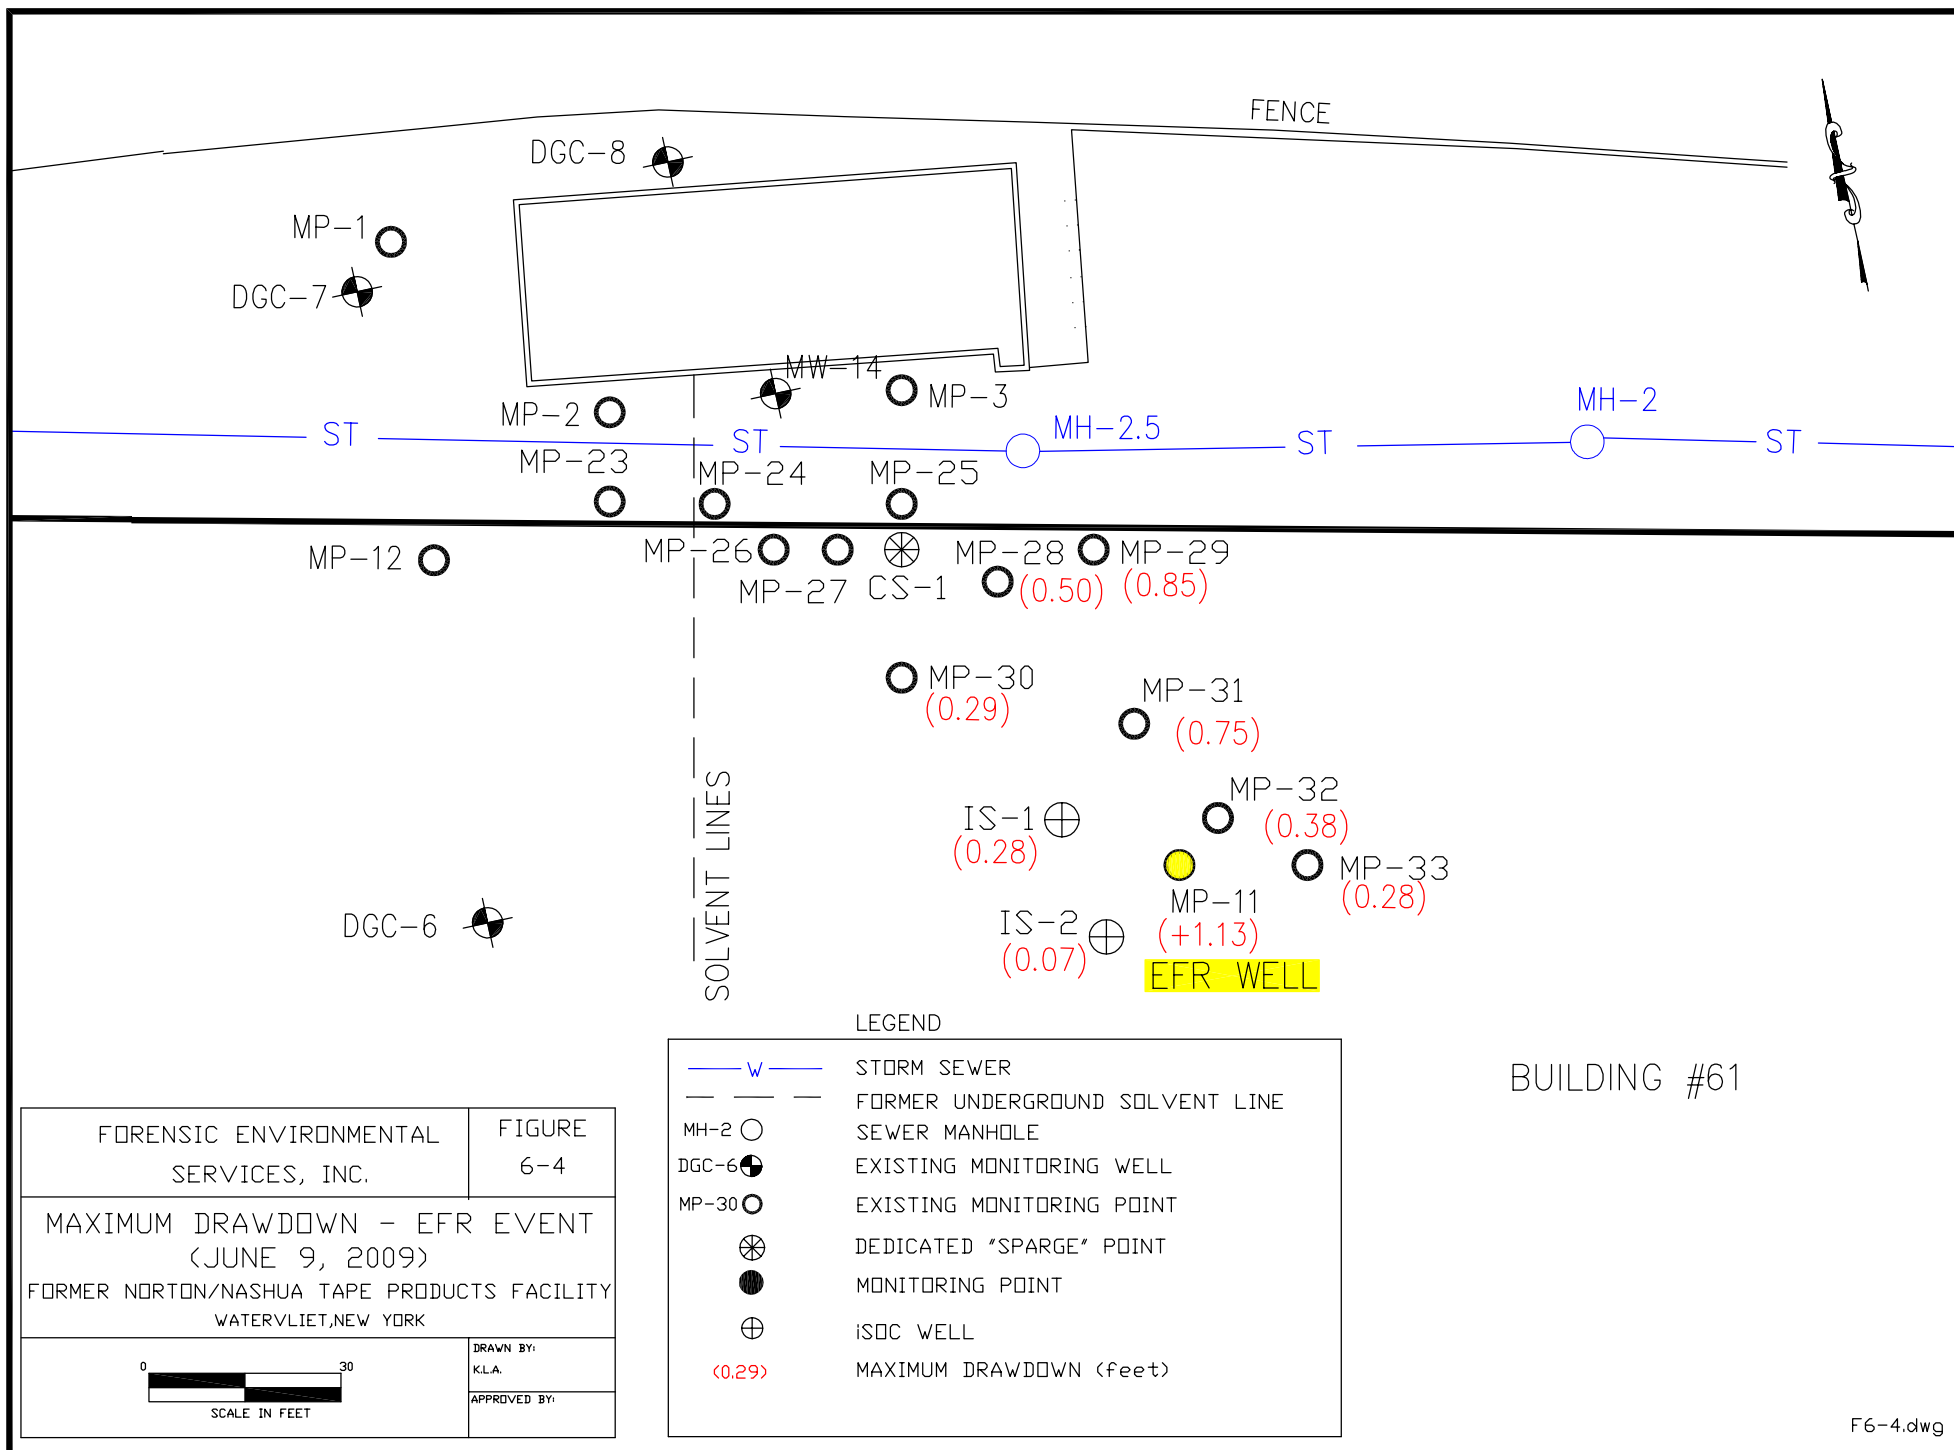 FENCE
DGC-8
MP-1
DGC-7
MW-14
MP-3
MP-2
MH-2
MH-2.5
ST
ST
ST
ST
MP-23
MP-24
MP-25
MP-12
MP-26
MP-27
CS-1
MP-28
(0.50)
MP-29
(0.85)
MP-30
(0.29)
MP-31
(0.75)
SOLVENT LINES
IS-1
(0.28)
MP-32
(0.38)
MP-33
(0.28)
MP-11
(+1.13)
EFR WELL
IS-2
(0.07)
DGC-6
BUILDING #61
LEGEND
W STORM SEWER
FORMER UNDERGROUND SOLVENT LINE
MH-2 SEWER MANHOLE
DGC-6 EXISTING MONITORING WELL
MP-30 EXISTING MONITORING POINT
DEDICATED "SPARGE" POINT
MONITORING POINT
iSOC WELL
(0.29) MAXIMUM DRAWDOWN (feet)
FORENSIC ENVIRONMENTAL
SERVICES, INC.
FIGURE
6-4
MAXIMUM DRAWDOWN - EFR EVENT
(JUNE 9, 2009)
FORMER NORTON/NASHUA TAPE PRODUCTS FACILITY
WATERVLIET,NEW YORK
0 30
SCALE IN FEET
DRAWN BY:
K.L.A.
APPROVED BY:
F6-4.dwg